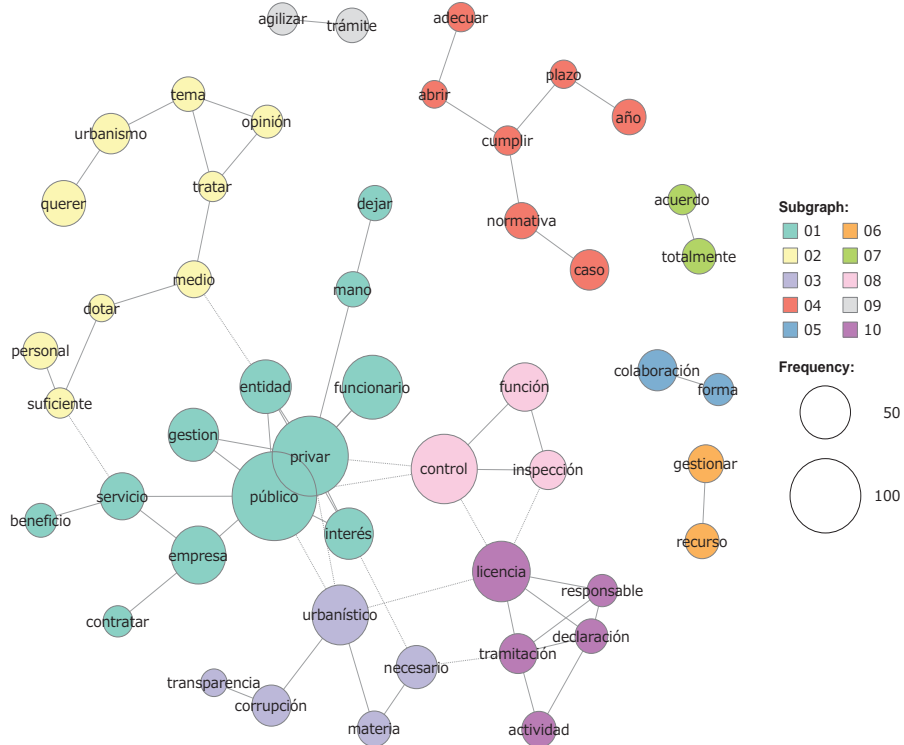 agilizar
trámite
adecuar
tema
plazo
abrir
año
opinión
urbanismo
cumplir
tratar
querer
dejar
acuerdo
normativa
totalmente
caso
medio
mano
dotar
personal
suficiente
entidad
funcionario
función
colaboración
forma
gestion
privar
control
inspección
gestionar
público
servicio
beneficio
interés
recurso
empresa
licencia
responsable
contratar
urbanístico
declaración
tramitación
necesario
transparencia
corrupción
materia
actividad
Subgraph:
01 06
02 07
03 08
04 09
05 10
Frequency:
50
100